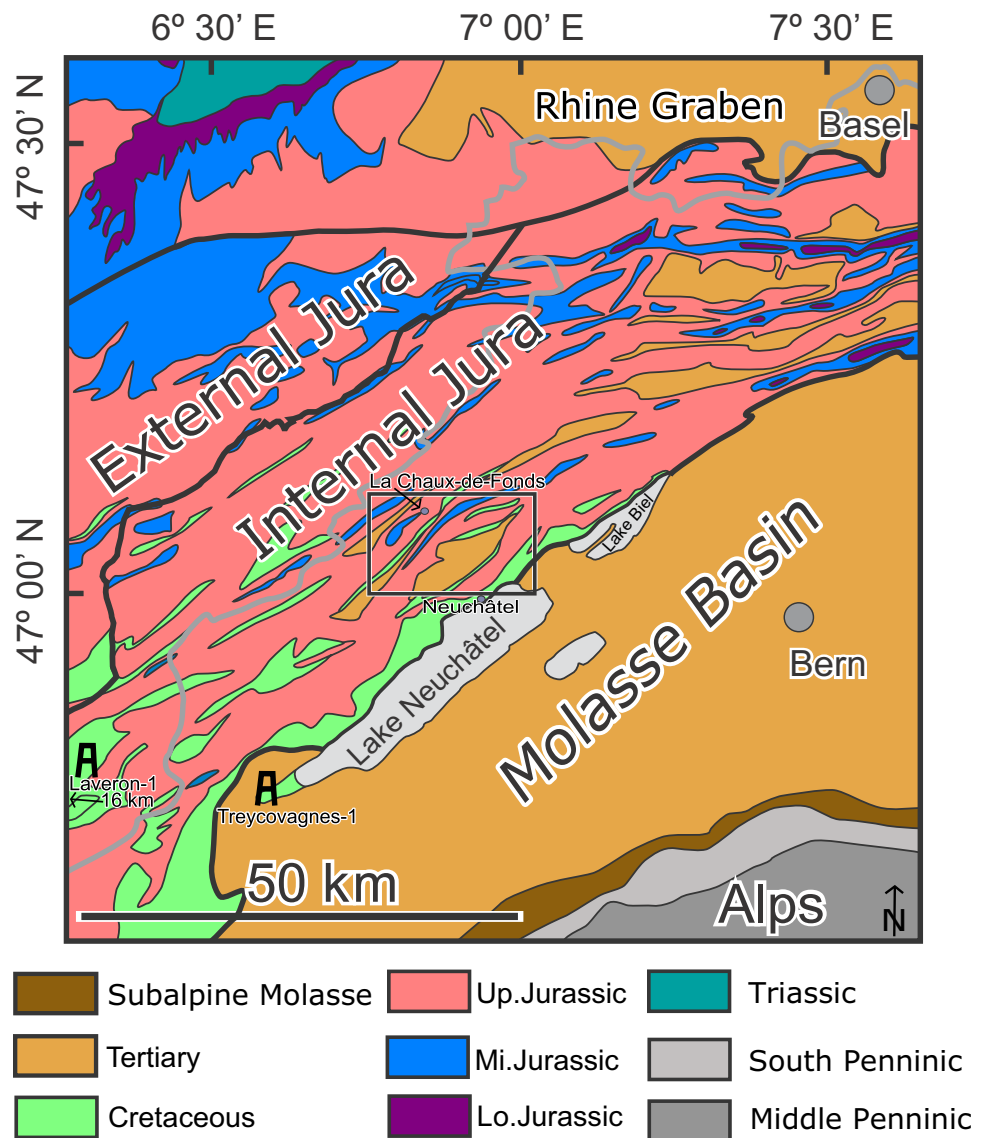 6º 30’ E
7º 00’ E
7º 30’ E
47º 30’ N
47º 00’ N
Rhine Graben
Basel
External Jura
Internal Jura
La Chaux-de-Fonds
Lake Biel
Neuchâtel
Lake Neuchâtel
Molasse Basin
Bern
Laveron-1
16 km
Treycovagnes-1
50 km
Alps
N
Subalpine Molasse
Up.Jurassic
Triassic
Tertiary
Mi.Jurassic
South Penninic
Cretaceous
Lo.Jurassic
Middle Penninic